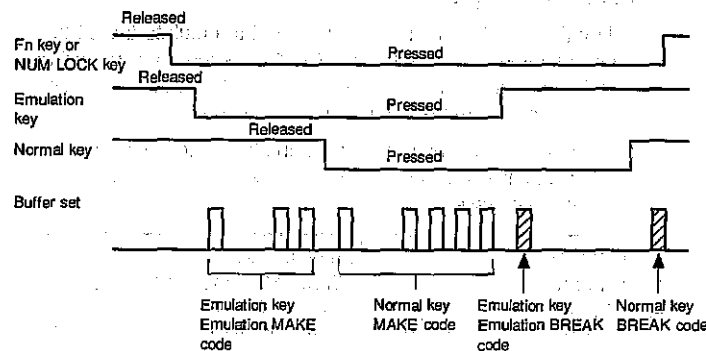 Released
Fn key or
NUM LOCK key
Pressed
Released
Emulation
key
Pressed
Released
Normal key
Pressed
Buffer set
Emulation key
Emulation MAKE
code
Normal key
MAKE code
Emulation key
Emulation BREAK
code
Normal key
BREAK code